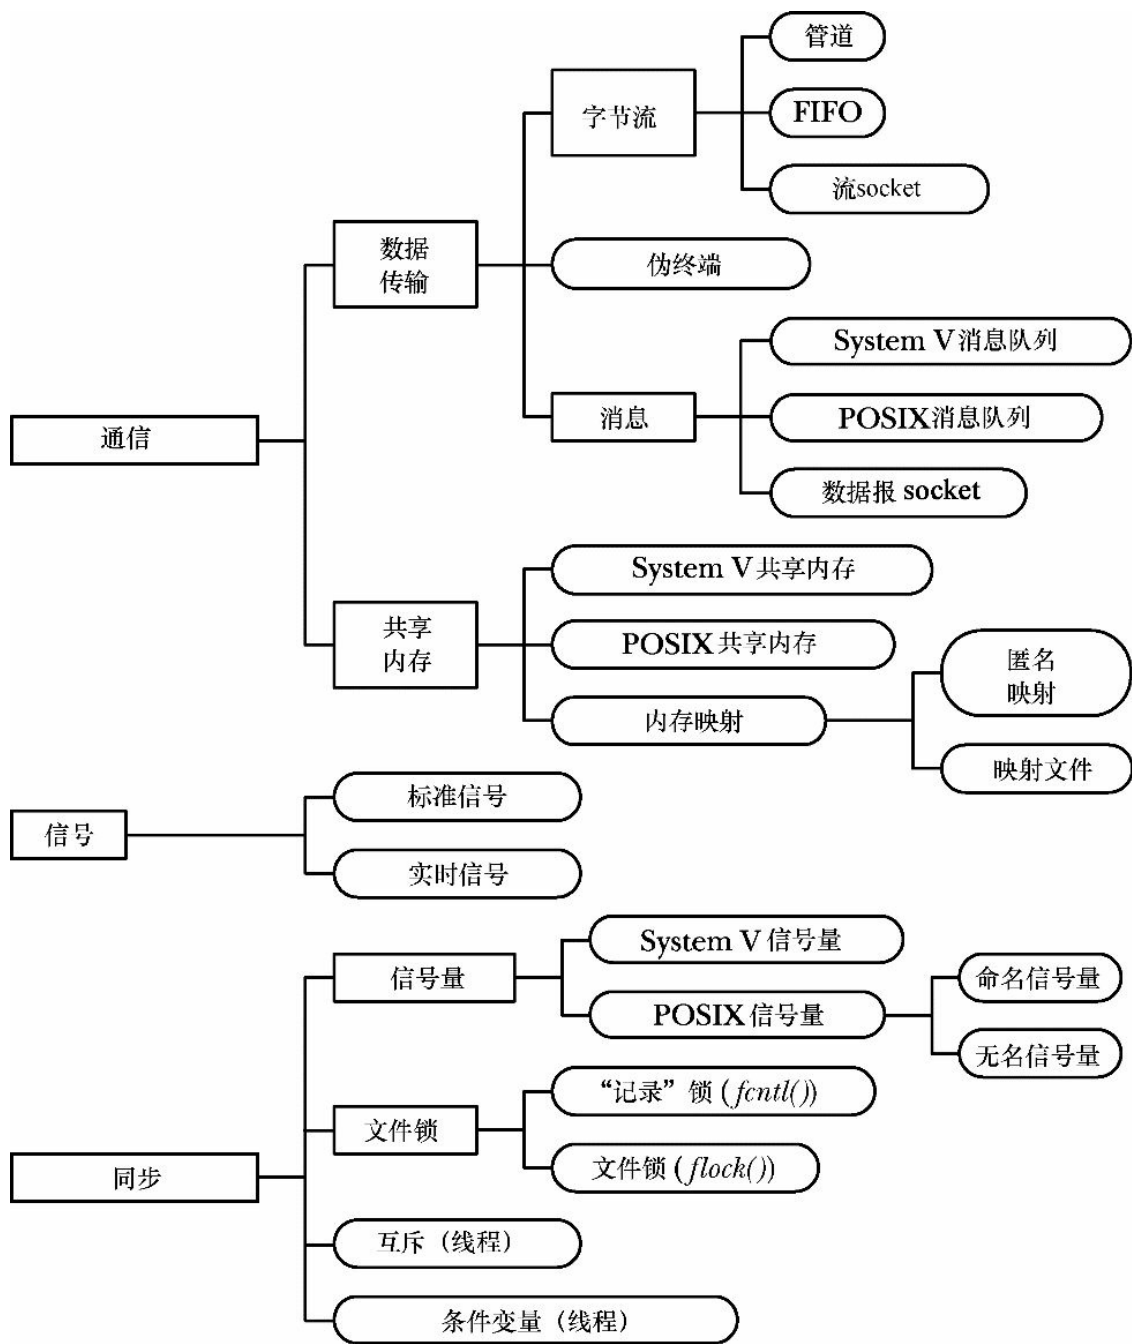 管道
字节流
FIFO
流socket
数据
传输
伪终端
System V消息队列
通信
消息
POSIX消息队列
数据报 socket
System V共享内存
共享
内存
POSIX共享内存
匿名
映射
内存映射
映射文件
标准信号
信号
实时信号
System V信号量
信号量
命名信号量
POSIX信号量
无名信号量
“记录”锁(fcntl())
文件锁
文件锁(flock())
同步
互斥（线程）
条件变量（线程）